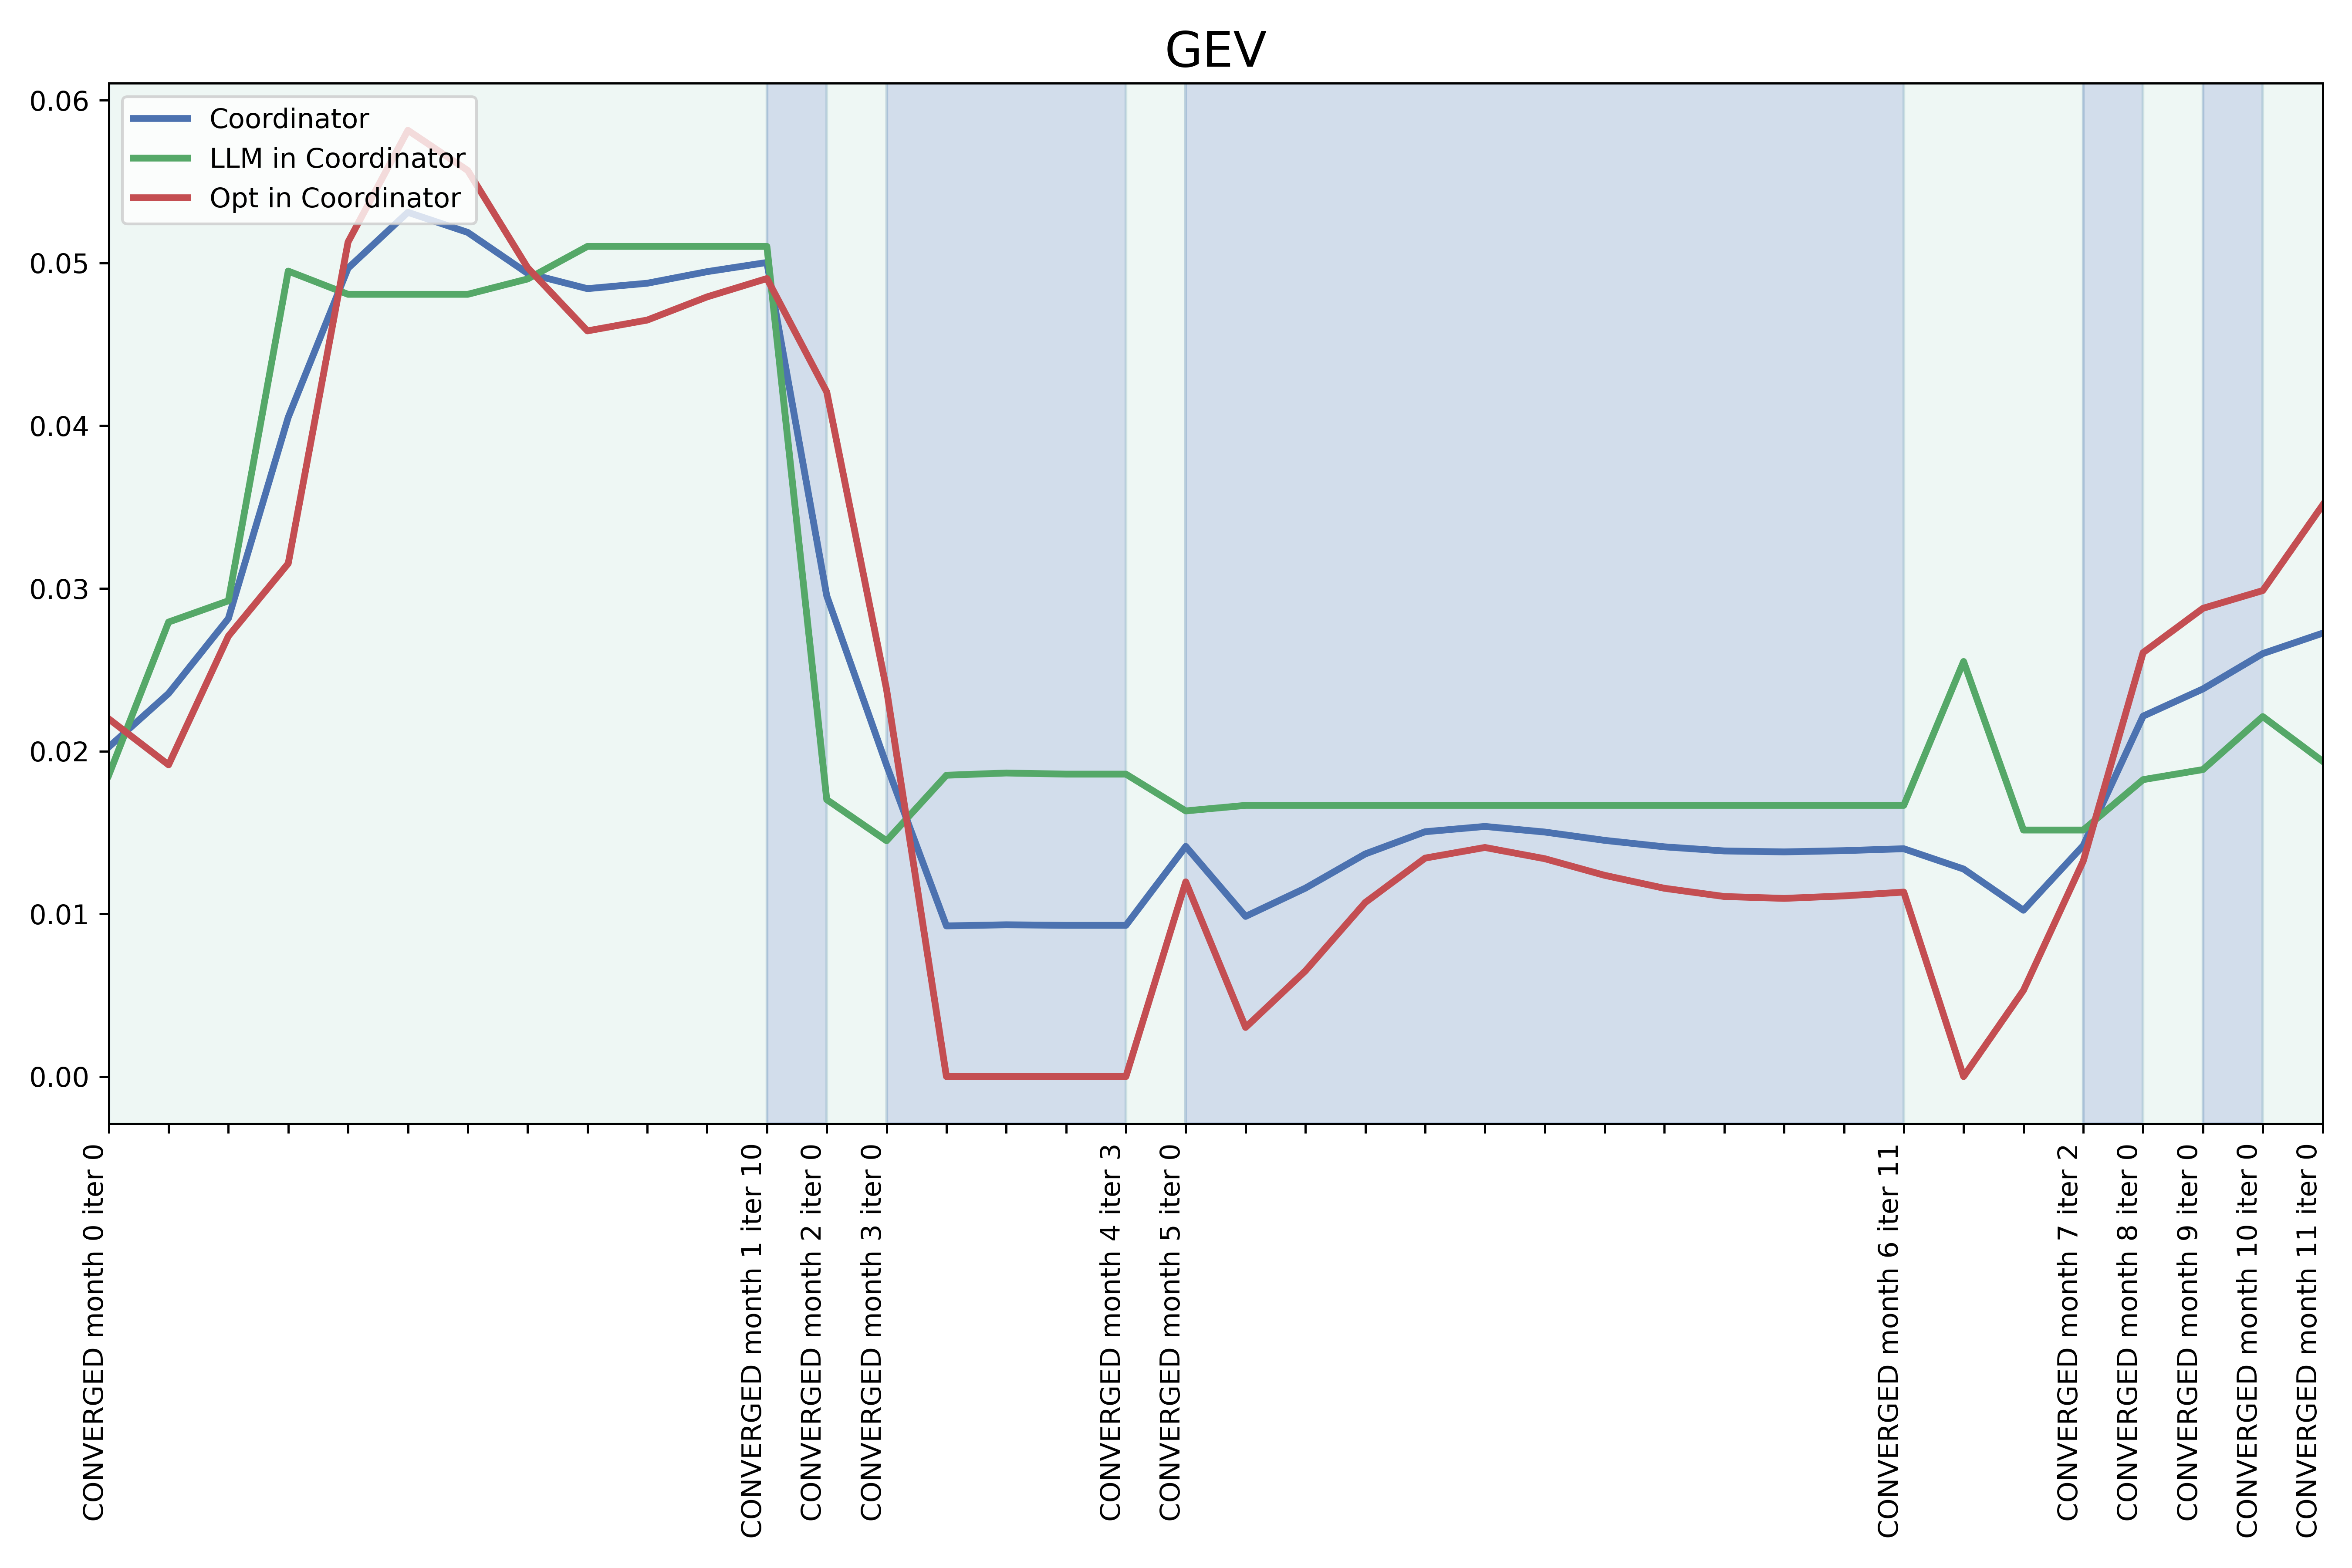 GEV
0.06
0.05
0.04
0.03
0.02
0.01
0.00
Coordinator
LLM in Coordinator
Opt in Coordinator
CONVERGED month 0 iter 0
CONVERGED month 1 iter 10
CONVERGED month 2 iter 0
CONVERGED month 3 iter 0
CONVERGED month 4 iter 3
CONVERGED month 5 iter 0
CONVERGED month 6 iter 11
CONVERGED month 7 iter 2
CONVERGED month 8 iter 0
CONVERGED month 9 iter 0
CONVERGED month 10 iter 0
CONVERGED month 11 iter 0